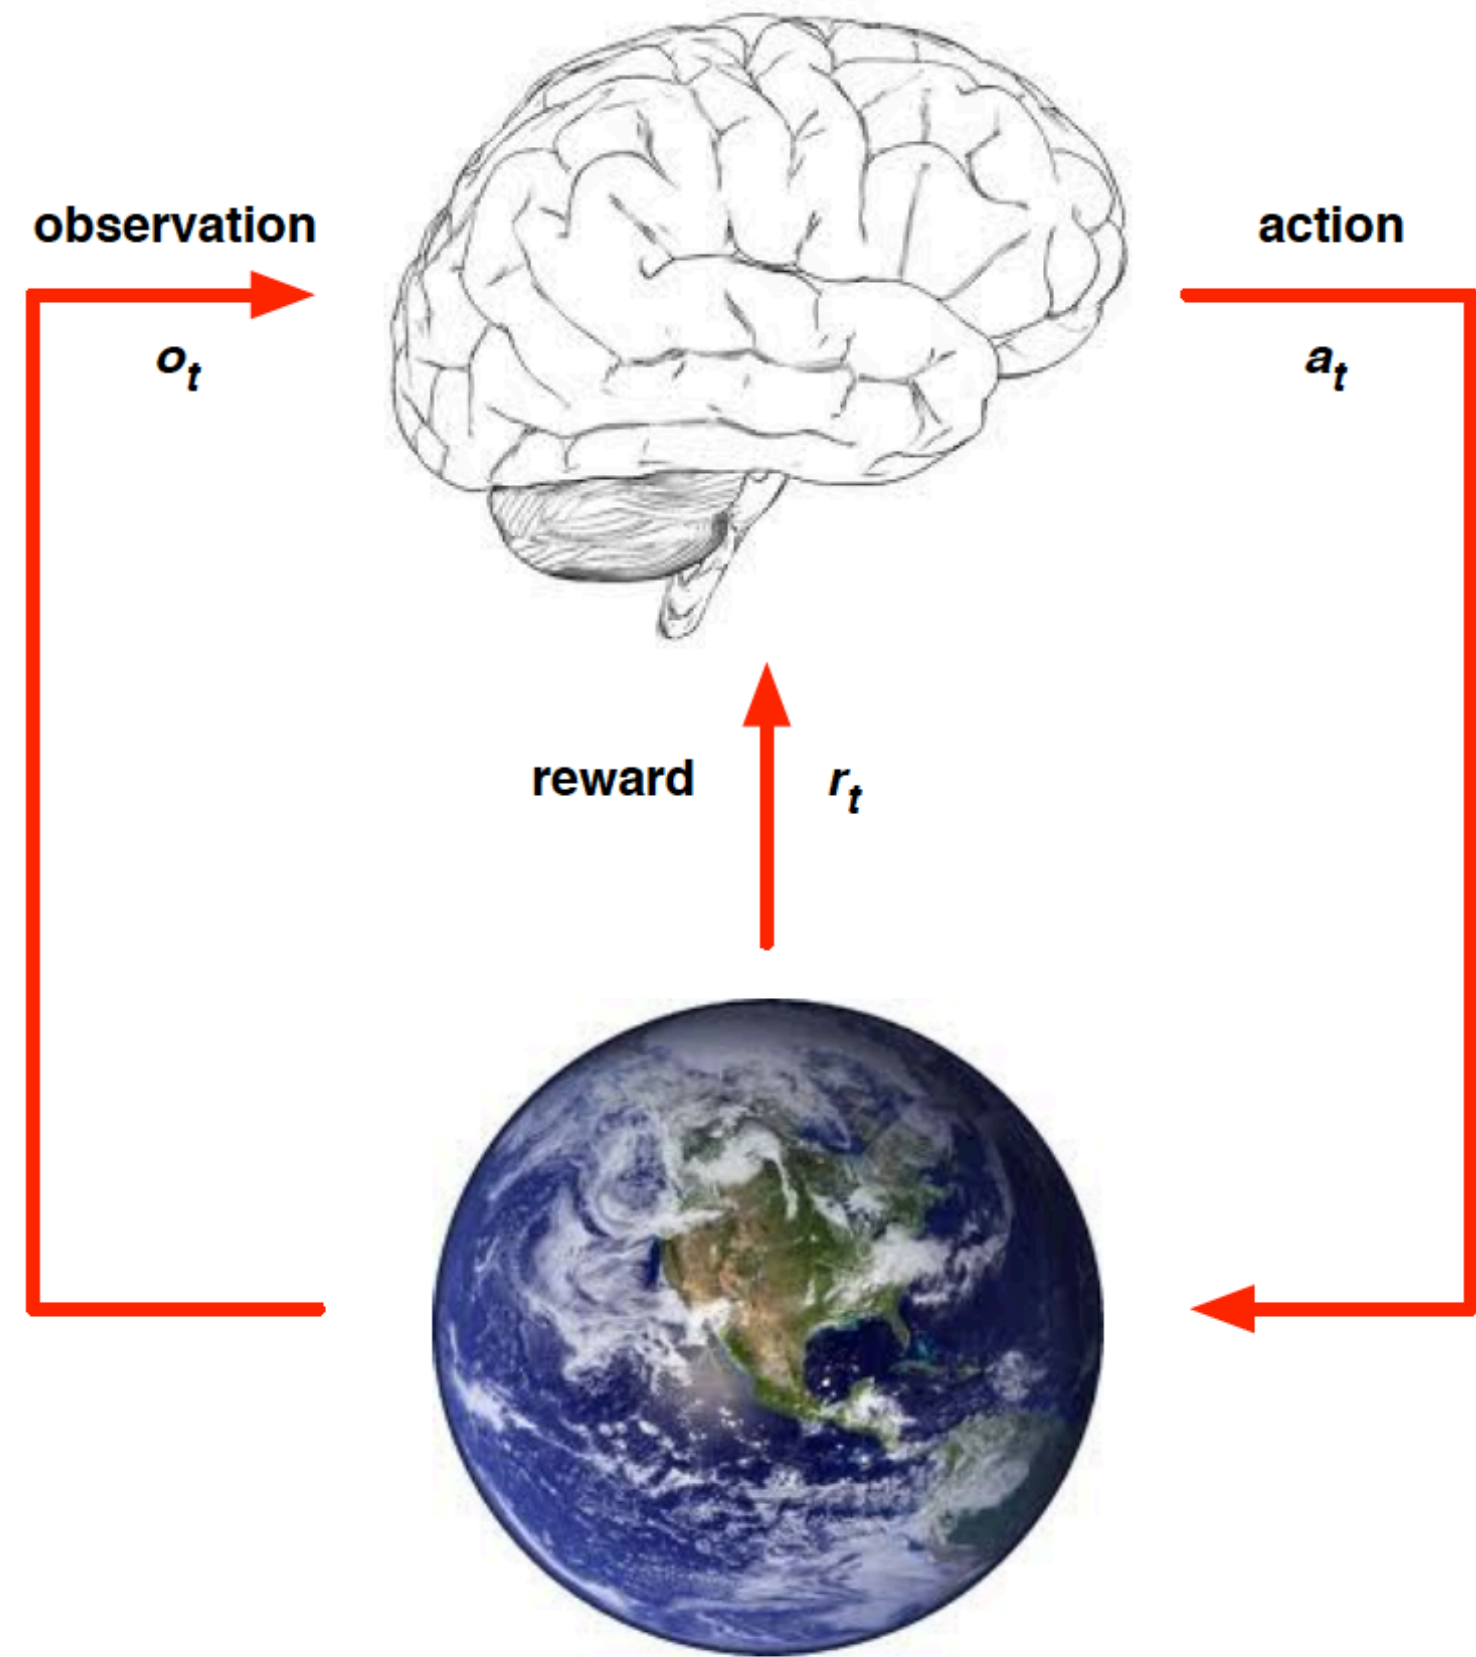 observation
action
o_t
a_t
reward
r_t